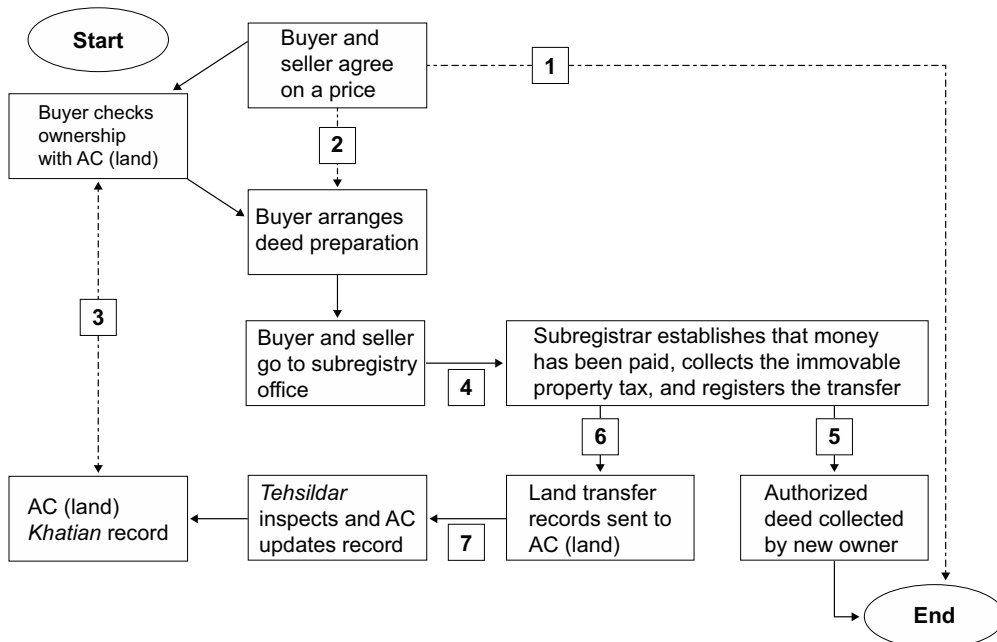 Start
Buyer and
seller agree
on a price
1
Buyer checks
ownership
with AC (land)
2
Buyer arranges
deed preparation
3
Buyer and seller
go to subregistry
office
4
Subregistrar establishes that money
has been paid, collects the immovable
property tax, and registers the transfer
6
5
AC (land)
Khatian record
Tehsildar
inspects and AC
updates record
7
Land transfer
records sent to
AC (land)
Authorized
deed collected
by new owner
End